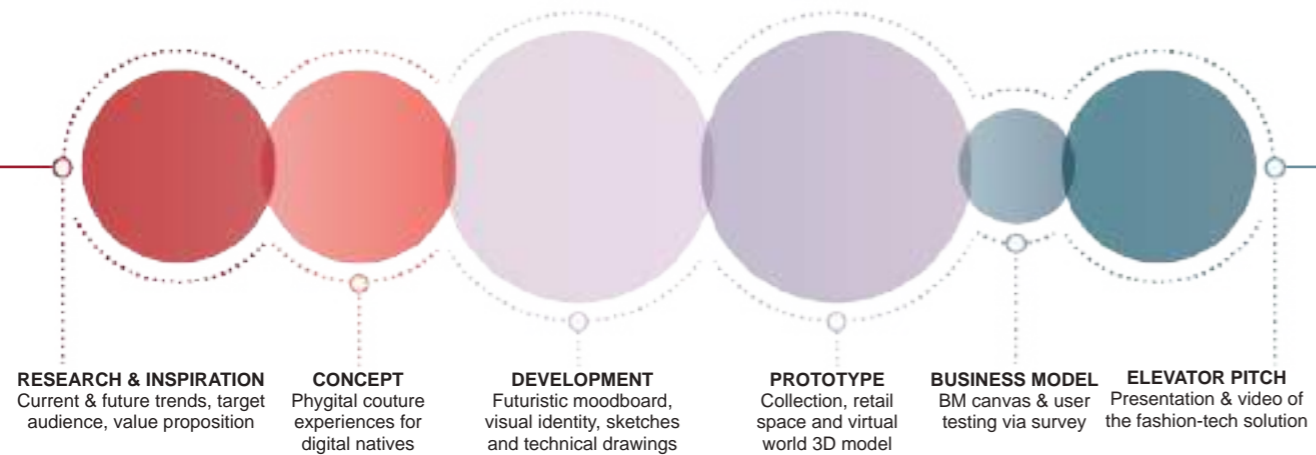 RESEARCH & INSPIRATION
Current & future trends, target
audience, value proposition
CONCEPT
Phygital couture
experiences for
digital natives
DEVELOPMENT
Futuristic moodboard,
visual identity, sketches
and technical drawings
PROTOTYPE
Collection, retail
space and virtual
world 3D model
BUSINESS MODEL
BM canvas & user
testing via survey
ELEVATOR PITCH
Presentation & video of
the fashion-tech solution